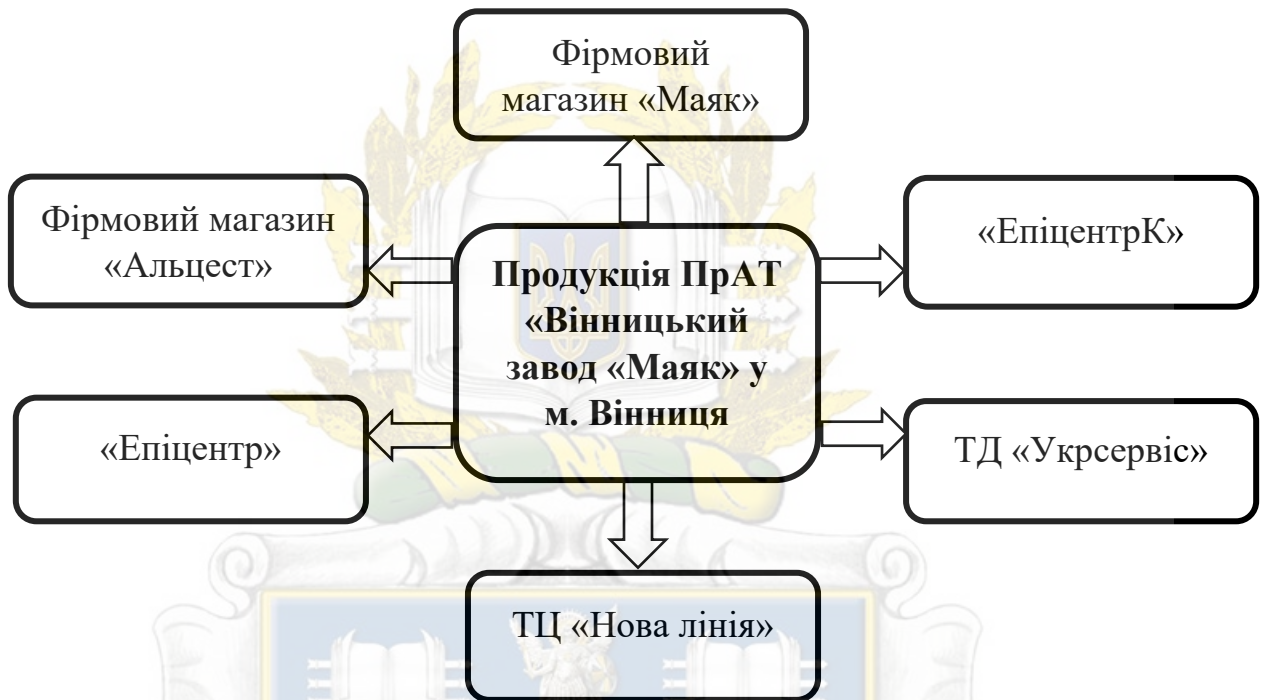 Фірмовий
магазин «Маяк»
Фірмовий магазин
«Альцест»
«ЕпіцентрК»
Продукція ПрАТ
«Вінницький
завод «Маяк» у
м. Вінниця
«Епіцентр»
ТД «Укрсервіс»
ТЦ «Нова лінія»